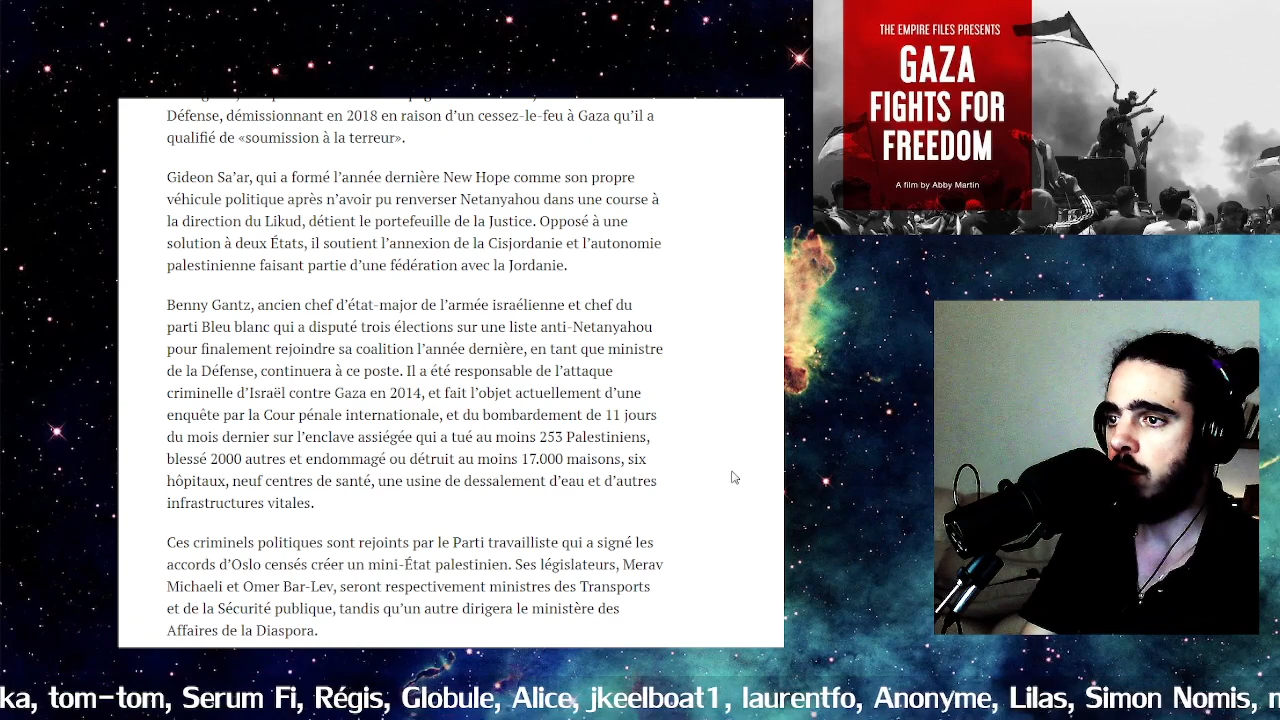 Défense, démissionnant en 2018 en raison d’un cessez-le-feu à Gaza qu’il a
qualifié de «soumission à la terreur».
Gideon Sa’ar, qui a formé l’année dernière New Hope comme son propre
véhicule politique après n’avoir pu renverser Netanyahou dans une course à
la direction du Likud, détient le portefeuille de la Justice. Opposé à une
solution à deux États, il soutient l’annexion de la Cisjordanie et l’autonomie
palestinienne faisant partie d’une fédération avec la Jordanie.
Benny Gantz, ancien chef d’état-major de l’armée israélienne et chef du
parti Bleu blanc qui a disputé trois élections sur une liste anti-Netanyahou
pour finalement rejoindre sa coalition l’année dernière, en tant que ministre
de la Défense, continuera à ce poste. Il a été responsable de l’attaque
criminelle d’Israël contre Gaza en 2014, et fait l’objet actuellement d’une
enquête par la Cour pénale internationale, et du bombardement de 11 jours
du mois dernier sur l’enclave assiégée qui a tué au moins 253 Palestiniens,
blessé 2000 autres et endommagé ou détruit au moins 17.000 maisons, six
hôpitaux, neuf centres de santé, une usine de dessalement d’eau et d’autres
infrastructures vitales.
Ces criminels politiques sont rejoints par le Parti travailliste qui a signé les
accords d’Oslo censés créer un mini-État palestinien. Ses législateurs, Merav
Michaeli et Omer Bar-Lev, seront respectivement ministres des Transports
et de la Sécurité publique, tandis qu’un autre dirigera le ministère des
Affaires de la Diaspora.
THE EMPIRE FILES PRESENTS
GAZA
FIGHTS FOR
FREEDOM
A film by Abby Martin
ka, tom-tom, Serum Fi, Régis, Globule, Alice, jkeelboat1, laurentfo, Anonyme, Lilas, Simon Nomis,